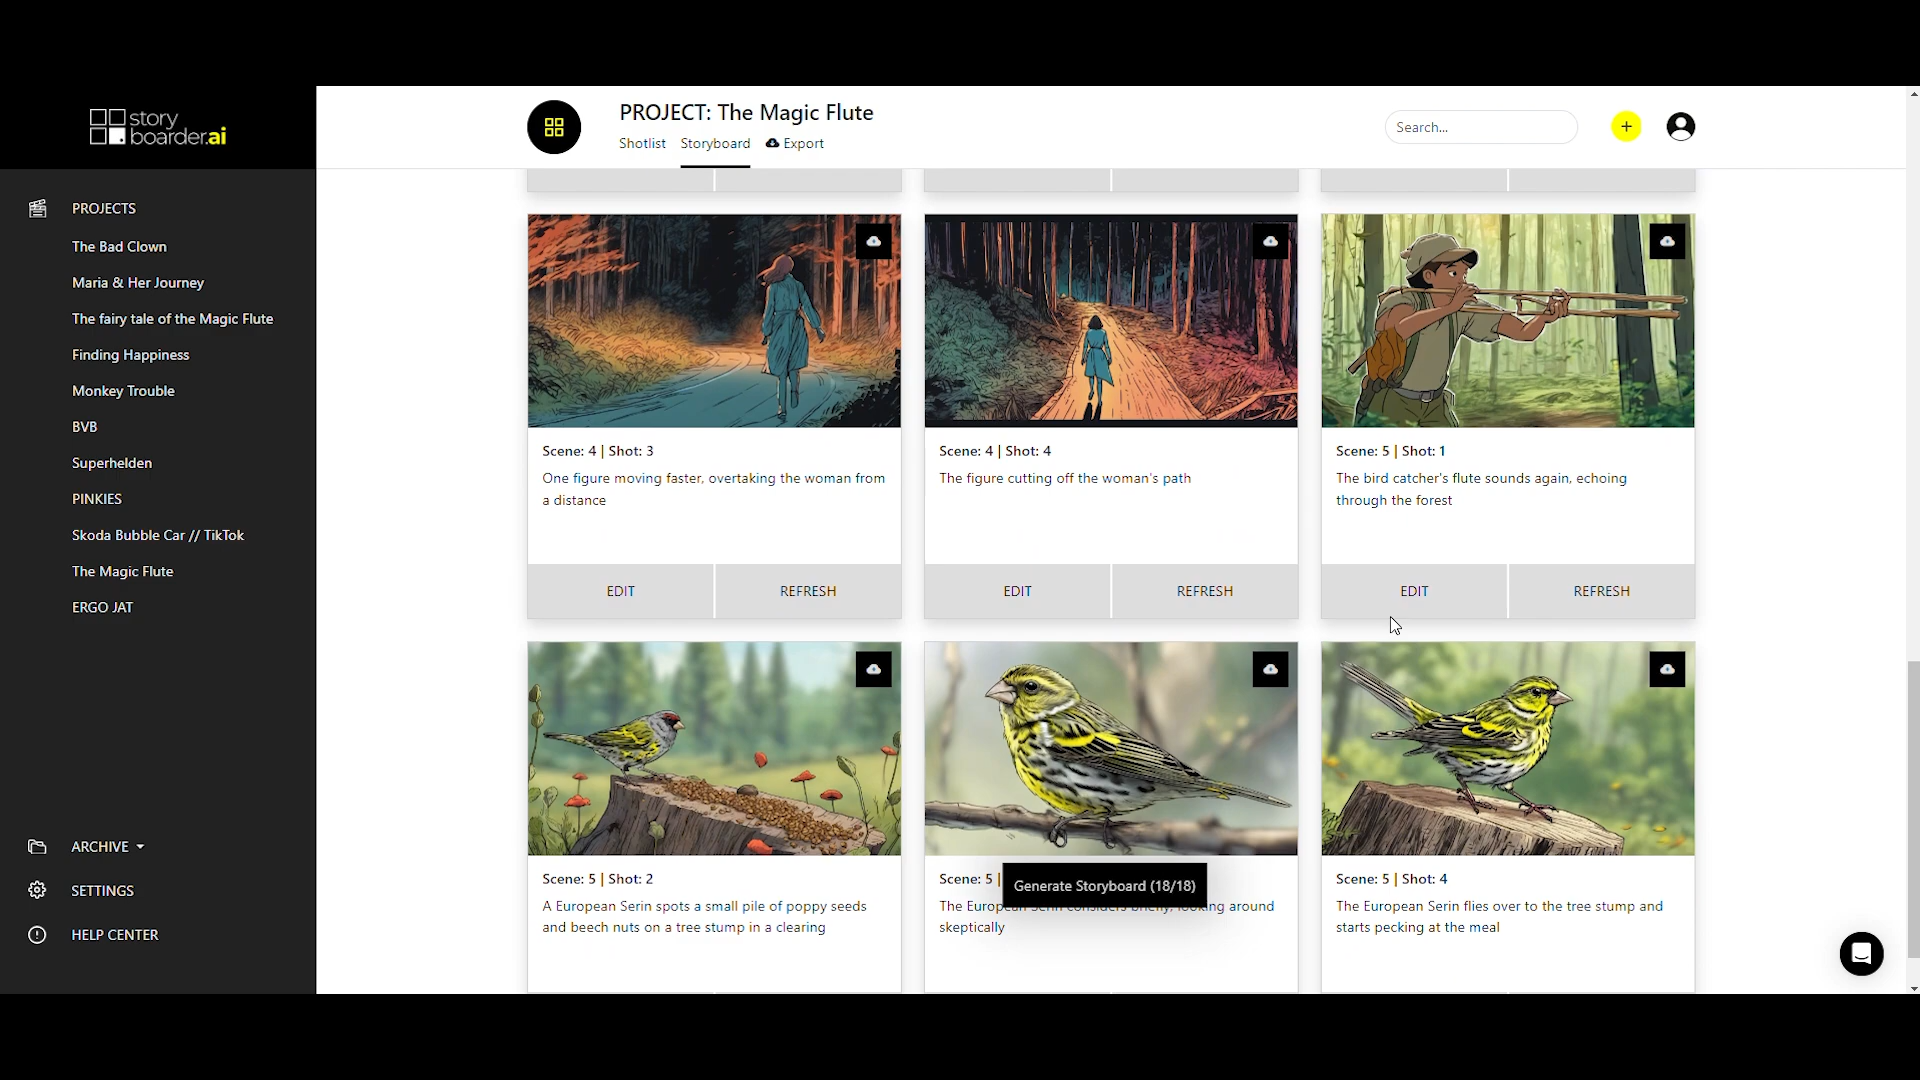 story
boarder.ai
PROJECT: The Magic Flute
Shotlist Storyboard Export
Search...
+
PROJECTS
The Bad Clown
Maria & Her Journey
The fairy tale of the Magic Flute
Finding Happiness
Monkey Trouble
BVB
Superhelden
PINKIES
Skoda Bubble Car // TikTok
The Magic Flute
ERGO JAT
ARCHIVE
SETTINGS
HELP CENTER
Scene: 4 | Shot: 3
One figure moving faster, overtaking the woman from
a distance
EDIT REFRESH
Scene: 4 | Shot: 4
The figure cutting off the woman's path
EDIT REFRESH
Scene: 5 | Shot: 1
The bird catcher's flute sounds again, echoing
through the forest
EDIT REFRESH
Scene: 5 | Shot: 2
A European Serin spots a small pile of poppy seeds
and beech nuts on a tree stump in a clearing
Scene: 5 |
Generate Storyboard (18/18)
The European Serin considers briefly, looking around
skeptically
Scene: 5 | Shot: 4
The European Serin flies over to the tree stump and
starts pecking at the meal